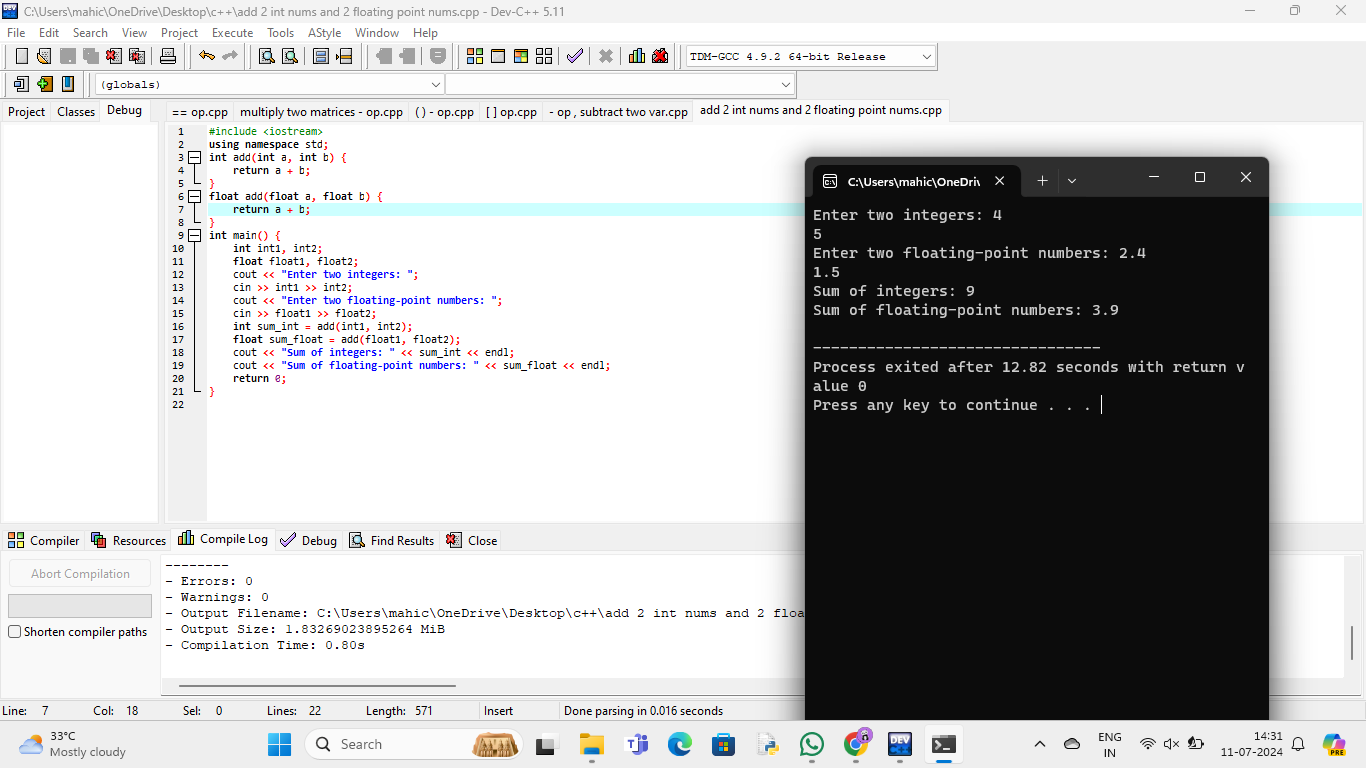 C:\Users\mahic\OneDrive\Desktop\c++\add 2 int nums and 2 floating point nums.cpp - Dev-C++ 5.11
File Edit Search View Project Execute Tools AStyle Window Help
TDM-GCC 4.9.2 64-bit Release
(globals)
Project Classes Debug
== op.cpp multiply two matrices - op.cpp ( ) - op.cpp [ ] op.cpp - op , subtract two var.cpp add 2 int nums and 2 floating point nums.cpp
1 #include <iostream>
2 using namespace std;
3 int add(int a, int b) {
4 return a + b;
5 }
6 float add(float a, float b) {
7 return a + b;
8 }
9 int main() {
10 int int1, int2;
11 float float1, float2;
12 cout << "Enter two integers: ";
13 cin >> int1 >> int2;
14 cout << "Enter two floating-point numbers: ";
15 cin >> float1 >> float2;
16 int sum_int = add(int1, int2);
17 float sum_float = add(float1, float2);
18 cout << "Sum of integers: " << sum_int << endl;
19 cout << "Sum of floating-point numbers: " << sum_float << endl;
20 return 0;
21 }
22
C:\Users\mahic\OneDri
Enter two integers: 4
5
Enter two floating-point numbers: 2.4
1.5
Sum of integers: 9
Sum of floating-point numbers: 3.9
--------------------------------
Process exited after 12.82 seconds with return v
alue 0
Press any key to continue . . .
Compiler Resources Compile Log Debug Find Results Close
Abort Compilation
Shorten compiler paths
--------
- Errors: 0
- Warnings: 0
- Output Filename: C:\Users\mahic\OneDrive\Desktop\c++\add 2 int nums and 2 floa
- Output Size: 1.83269023895264 MiB
- Compilation Time: 0.80s
Line: 7 Col: 18 Sel: 0 Lines: 22 Length: 571 Insert Done parsing in 0.016 seconds
33°C
Mostly cloudy
Search
DEV
ENG
IN
14:31
11-07-2024
PRE